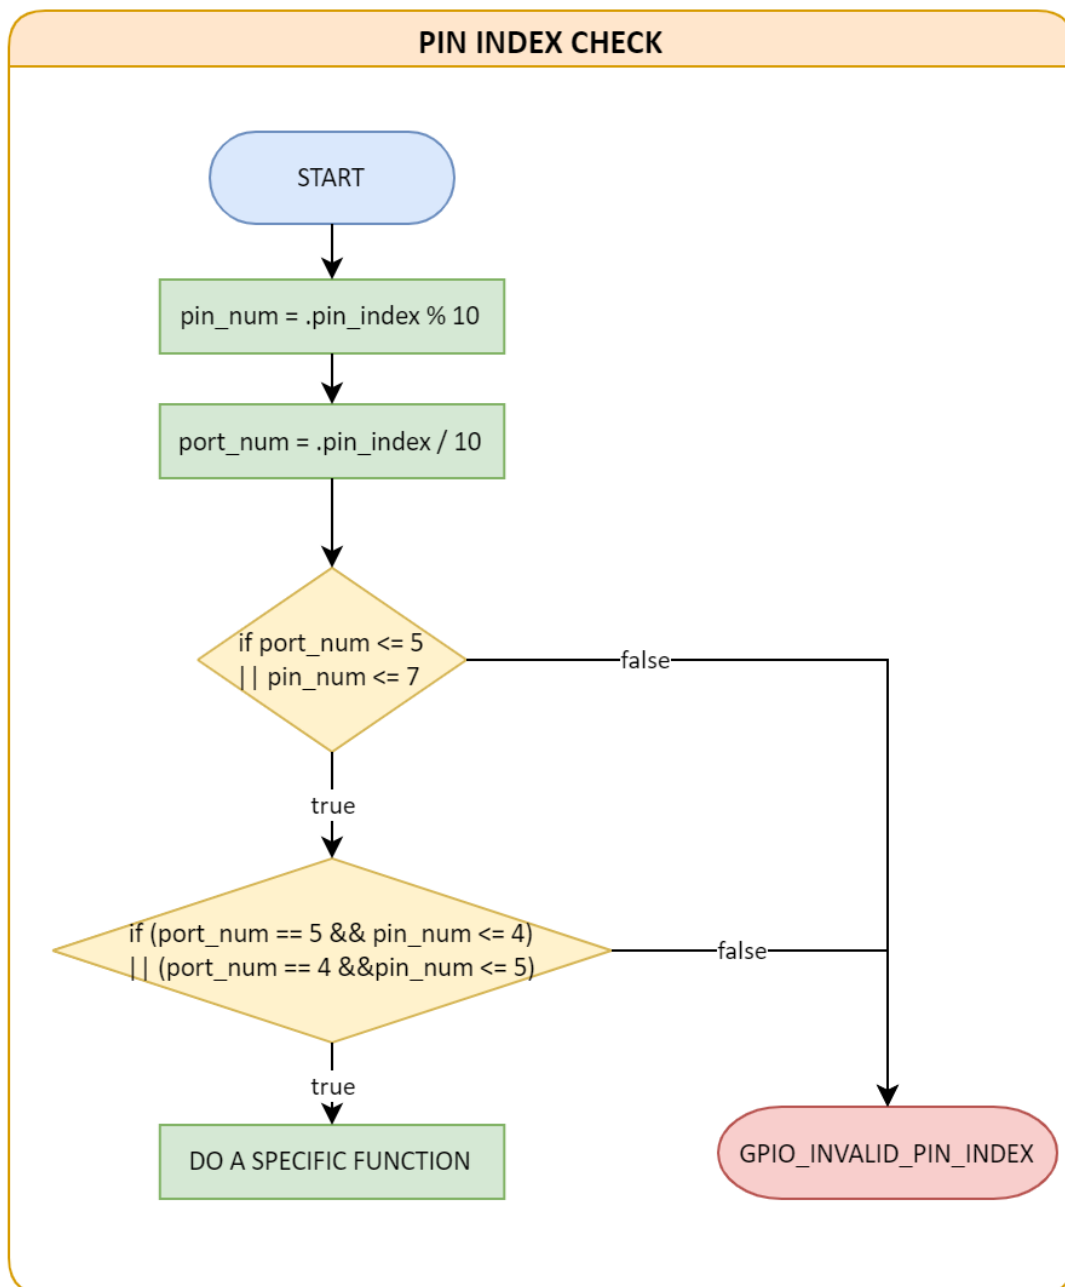 PIN INDEX CHECK
START
pin_num = .pin_index % 10
port_num = .pin_index / 10
if port_num <= 5
|| pin_num <= 7
false
true
if (port_num == 5 && pin_num <= 4)
|| (port_num == 4 &&pin_num <= 5)
false
true
DO A SPECIFIC FUNCTION
GPIO_INVALID_PIN_INDEX